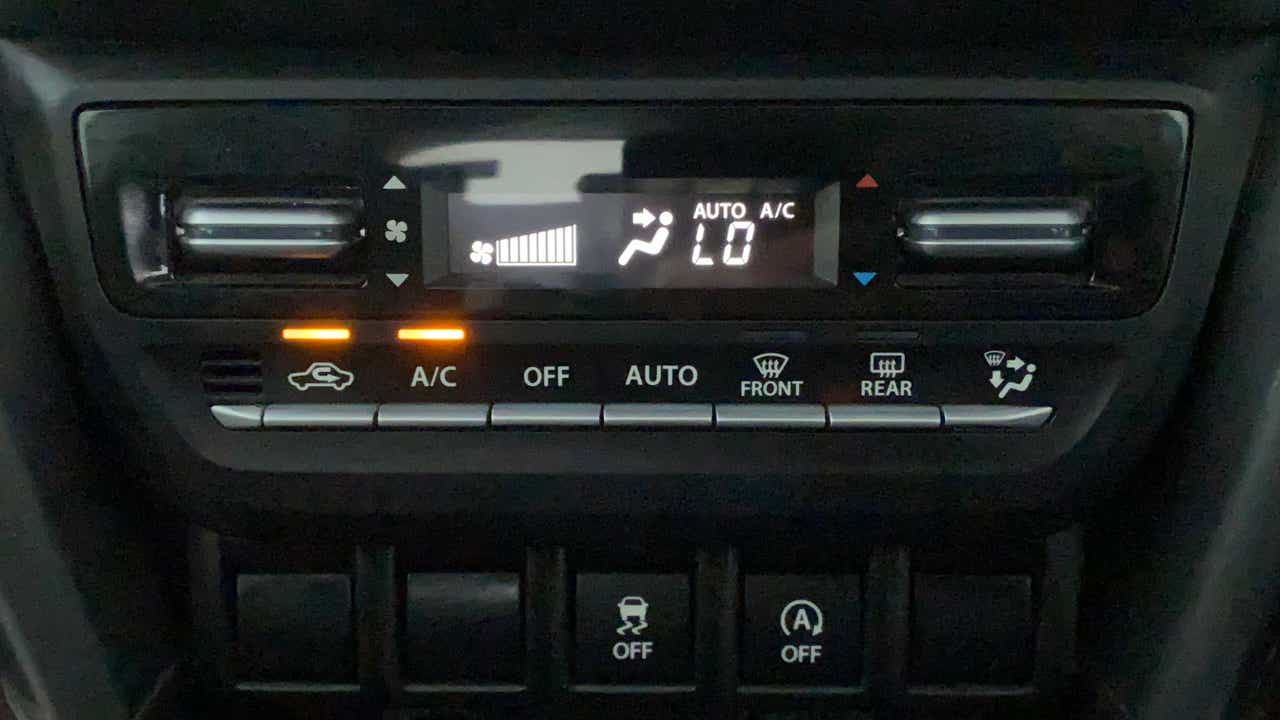 AUTO A/C
LO
A/C OFF AUTO FRONT REAR
OFF A OFF